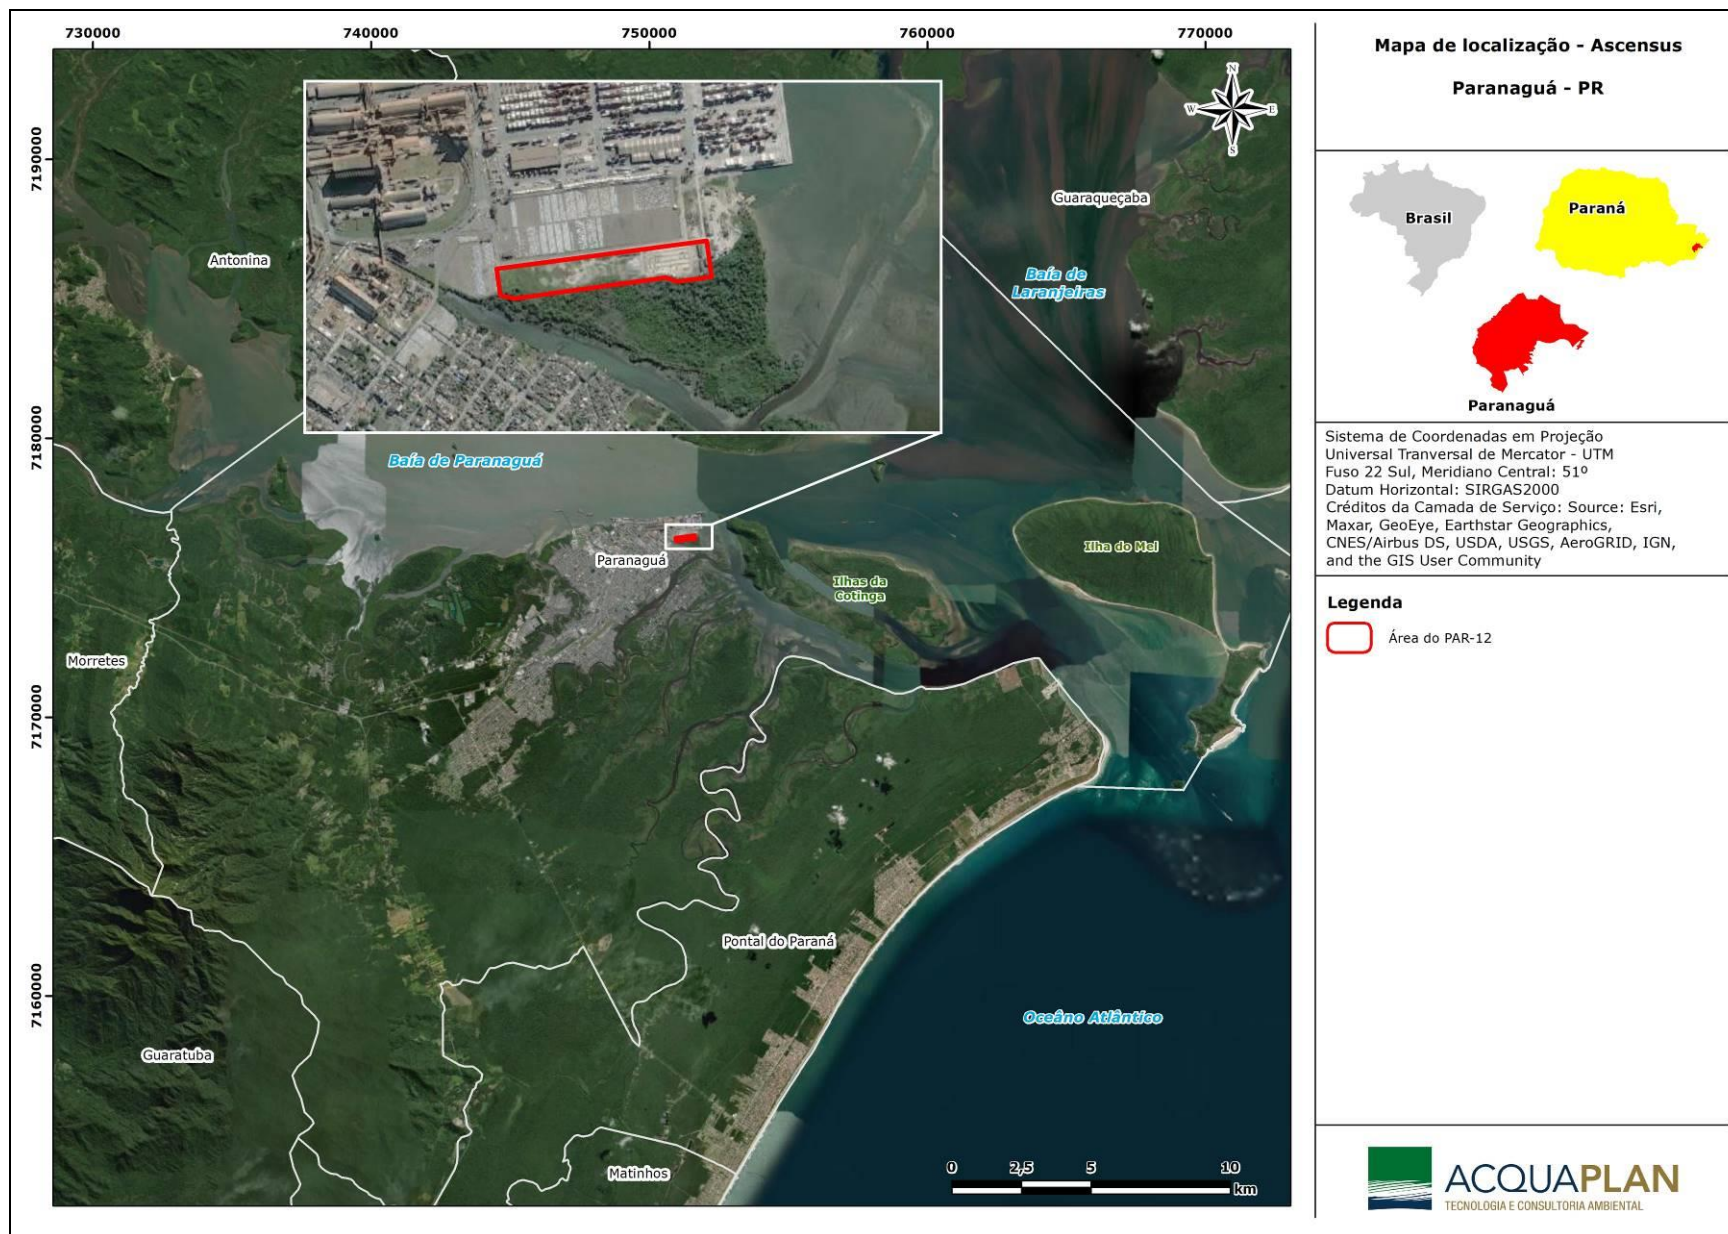 730000
740000
750000
760000
770000
7190000
7180000
7170000
7160000
N
W
E
S
Guaraqueçaba
Antonina
Baía de
Laranjeiras
Baía de Paranaguá
Paranaguá
Ilha do Mel
Ilhas da
Cotinga
Morretes
Pontal do Paraná
Oceâno Atlântico
Guaratuba
Matinhos
0
2,5
5
10
km
Mapa de localização - Ascensus
Paranaguá - PR
Brasil
Paraná
Paranaguá
Sistema de Coordenadas em Projeção
Universal Tranversal de Mercator - UTM
Fuso 22 Sul, Meridiano Central: 51º
Datum Horizontal: SIRGAS2000
Créditos da Camada de Serviço: Source: Esri,
Maxar, GeoEye, Earthstar Geographics,
CNES/Airbus DS, USDA, USGS, AeroGRID, IGN,
and the GIS User Community
Legenda
Área do PAR-12
ACQUAPLAN
TECNOLOGIA E CONSULTORIA AMBIENTAL